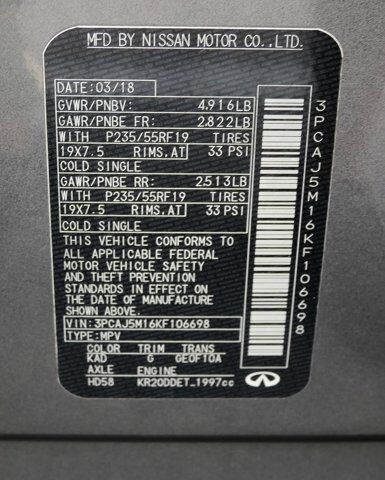 MFD BY NISSAN MOTOR CO.,LTD.
DATE:03/18
GVWR/PNBV: 4,916LB
GAWR/PNBE FR: 2,822LB
WITH P235/55RF19 TIRES
19X7.5 RIMS.AT 33 PSI
COLD SINGLE
GAWR/PNBE RR: 2,513LB
WITH P235/55RF19 TIRES
19X7.5 RIMS.AT 33 PSI
COLD SINGLE
THIS VEHICLE CONFORMS TO
ALL APPLICABLE FEDERAL
MOTOR VEHICLE SAFETY
AND THEFT PREVENTION
STANDARDS IN EFFECT ON
THE DATE OF MANUFACTURE
SHOWN ABOVE.
VIN:3PCAJ5M16KF106698
TYPE:MPV
COLOR TRIM TRANS
KAD G GE0F10A
AXLE ENGINE
HD58 KR20DDET_1997cc
3PCAJ5M16KF106698